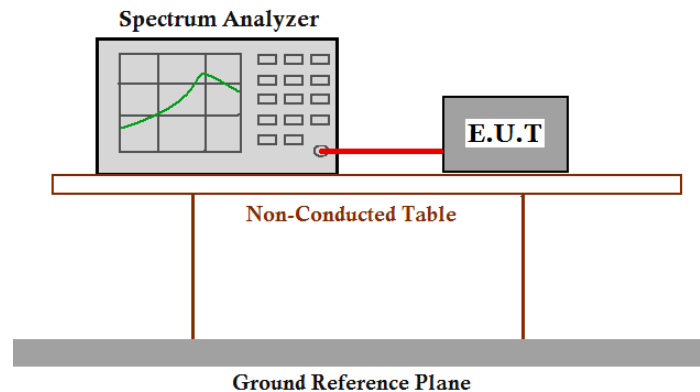 Spectrum Analyzer
E.U.T
Non-Conducted Table
Ground Reference Plane